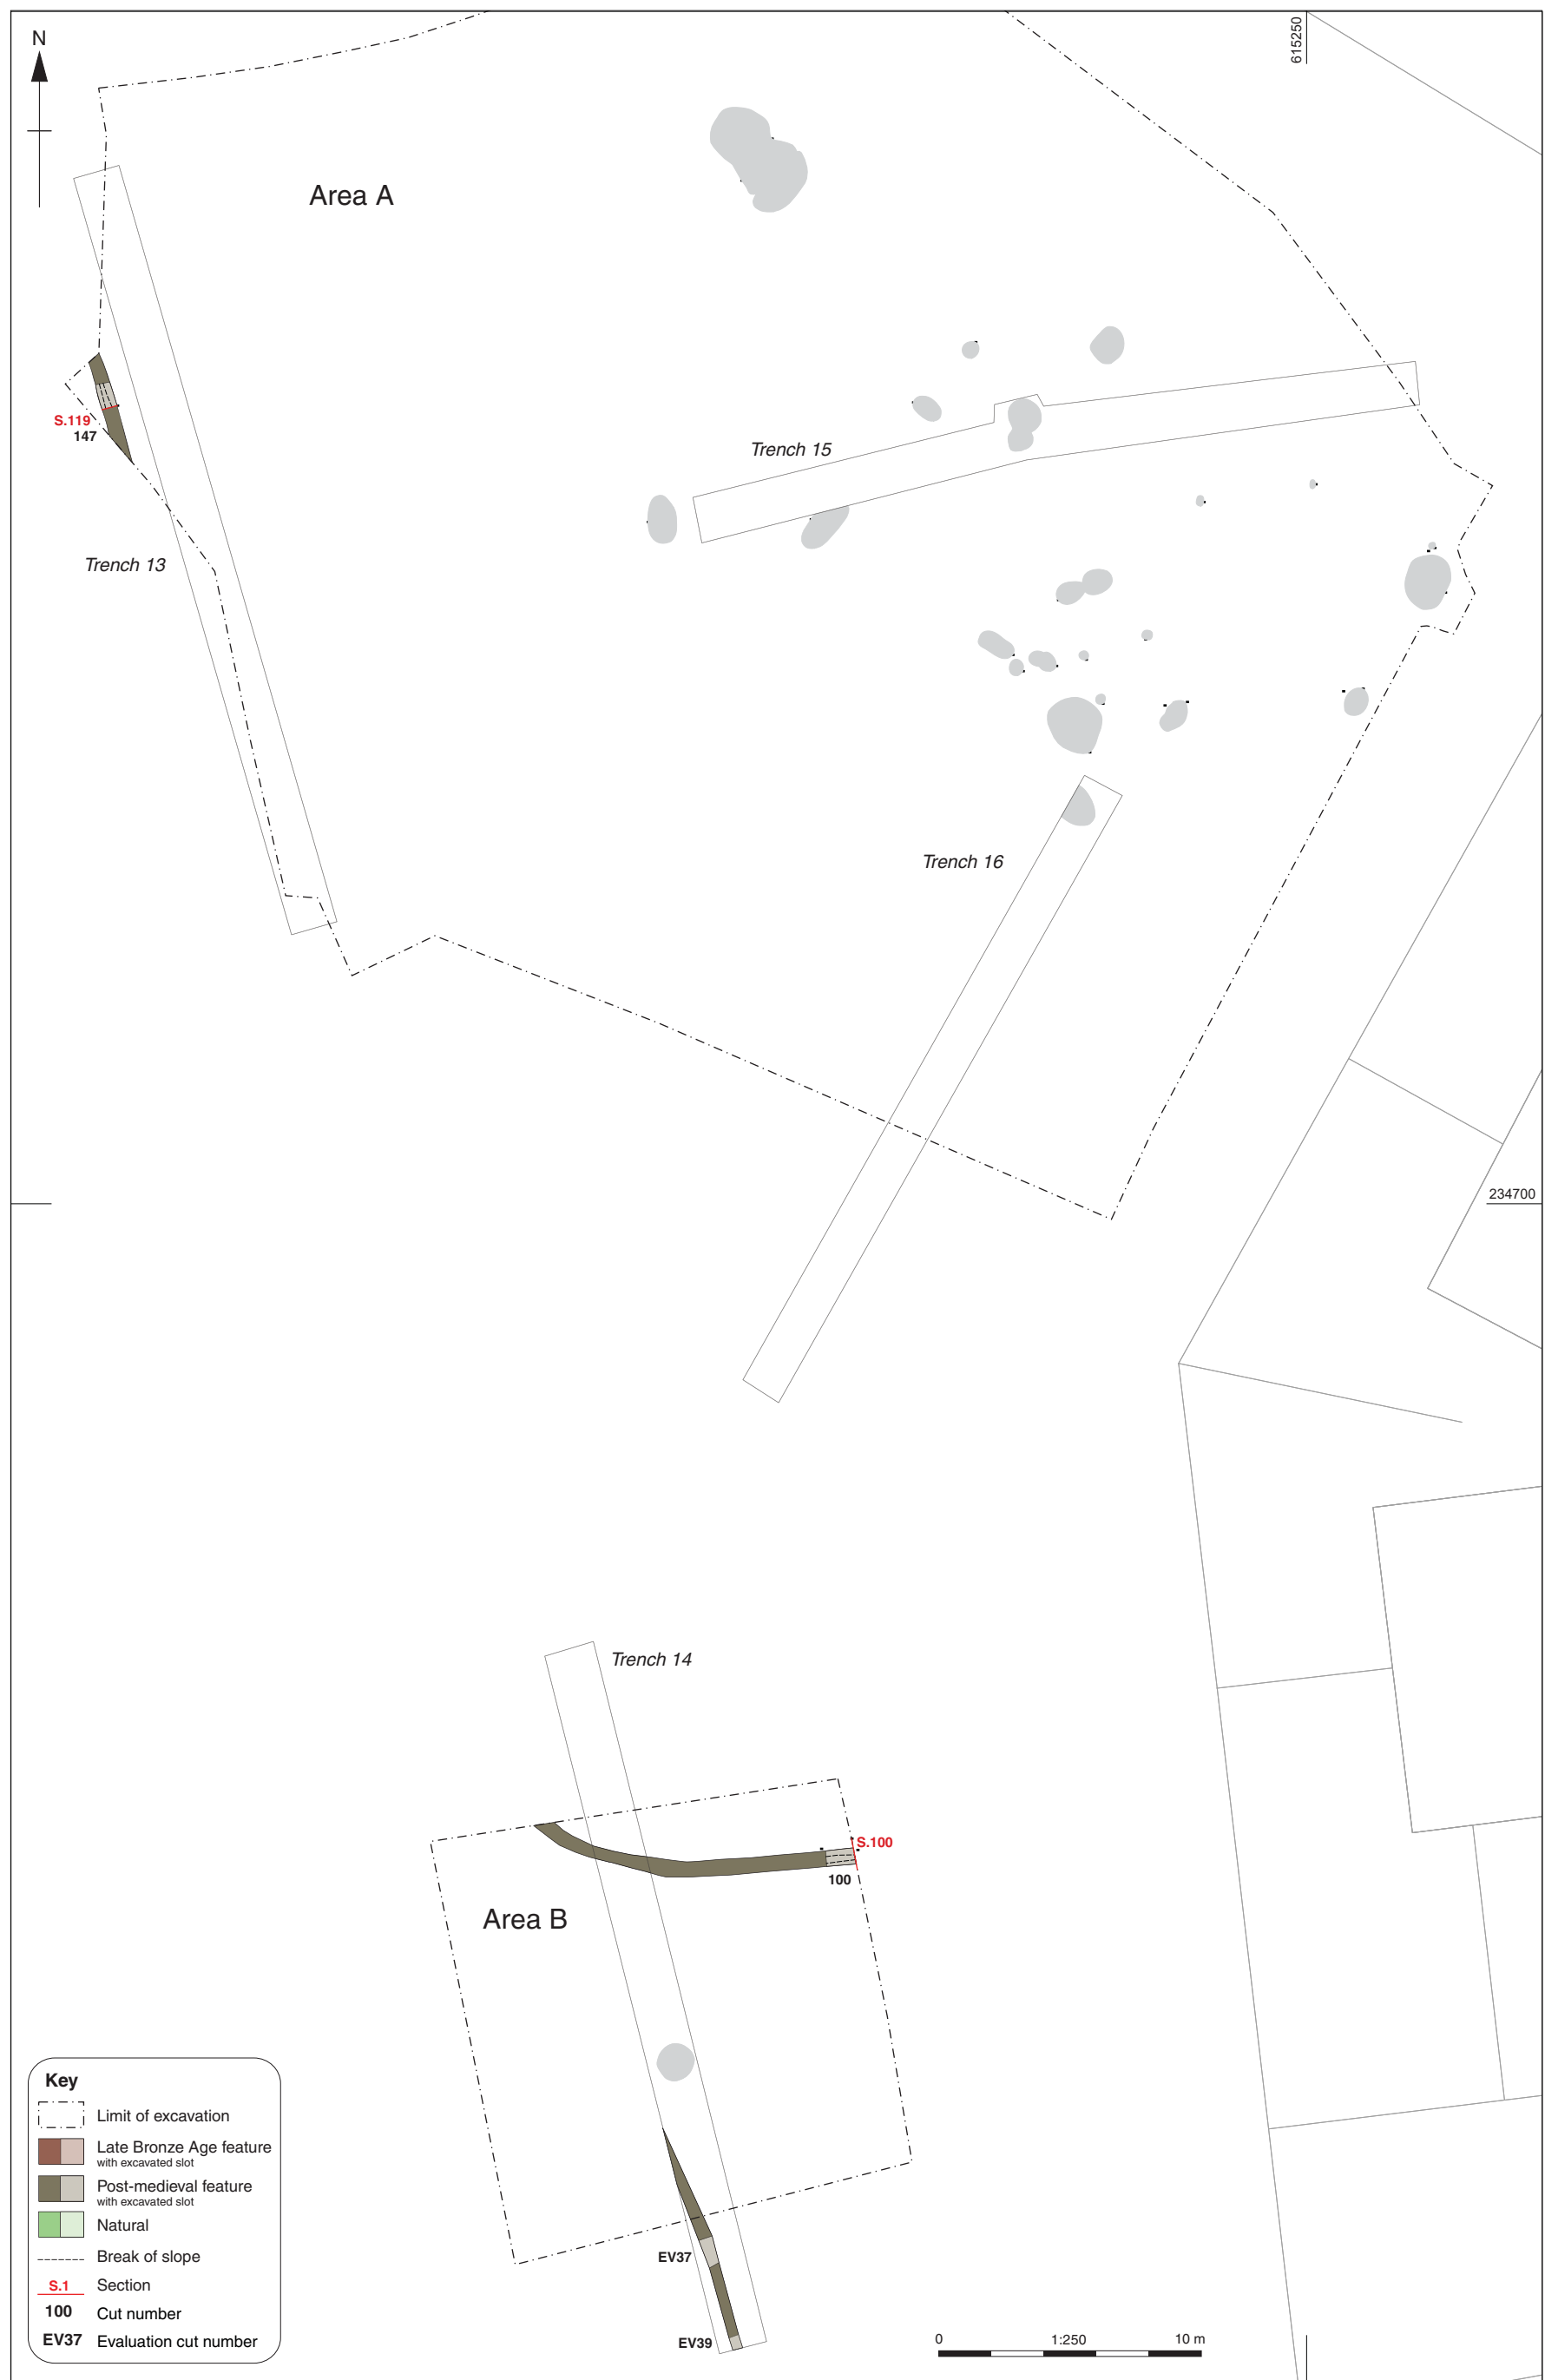 N
615250
Area A
S.119
147
Trench 15
Trench 13
Trench 16
234700
Trench 14
S.100
100
Area B
EV37
EV39
Key
Limit of excavation
Late Bronze Age feature
with excavated slot
Post-medieval feature
with excavated slot
Natural
Break of slope
S.1 Section
100 Cut number
EV37 Evaluation cut number
0 1:250 10 m